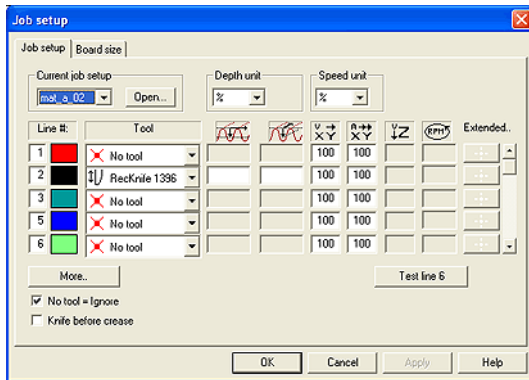 Job setup
Job setup Board size
Current job setup Depth unit Speed unit
mat_a_02 Open... % %
Line #: Tool V XY A XY V Z RPM Extended..
1 No tool 100 100
2 RecKnife 1396 100 100
3 No tool 100 100
5 No tool 100 100
6 No tool 100 100
More.. Test line 6
No tool = Ignore
Knife before crease
OK Cancel Apply Help